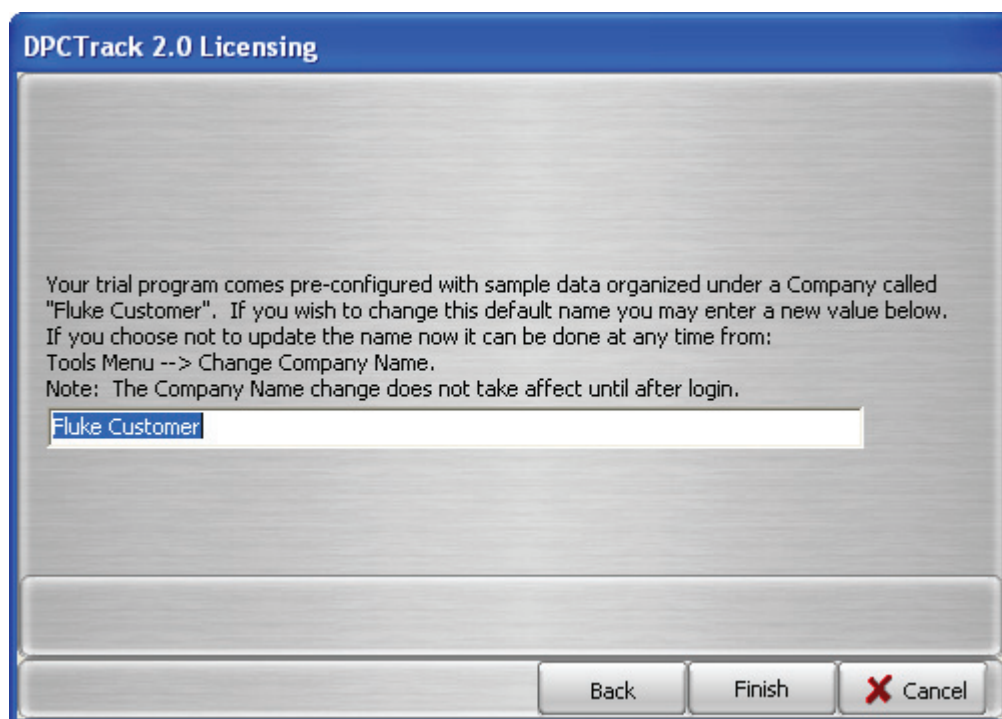 DPCTrack 2.0 Licensing
Your trial program comes pre-configured with sample data organized under a Company called
"Fluke Customer".  If you wish to change this default name you may enter a new value below.
If you choose not to update the name now it can be done at any time from:
Tools Menu --> Change Company Name.
Note:  The Company Name change does not take affect until after login.
Fluke Customer
Back
Finish
Cancel